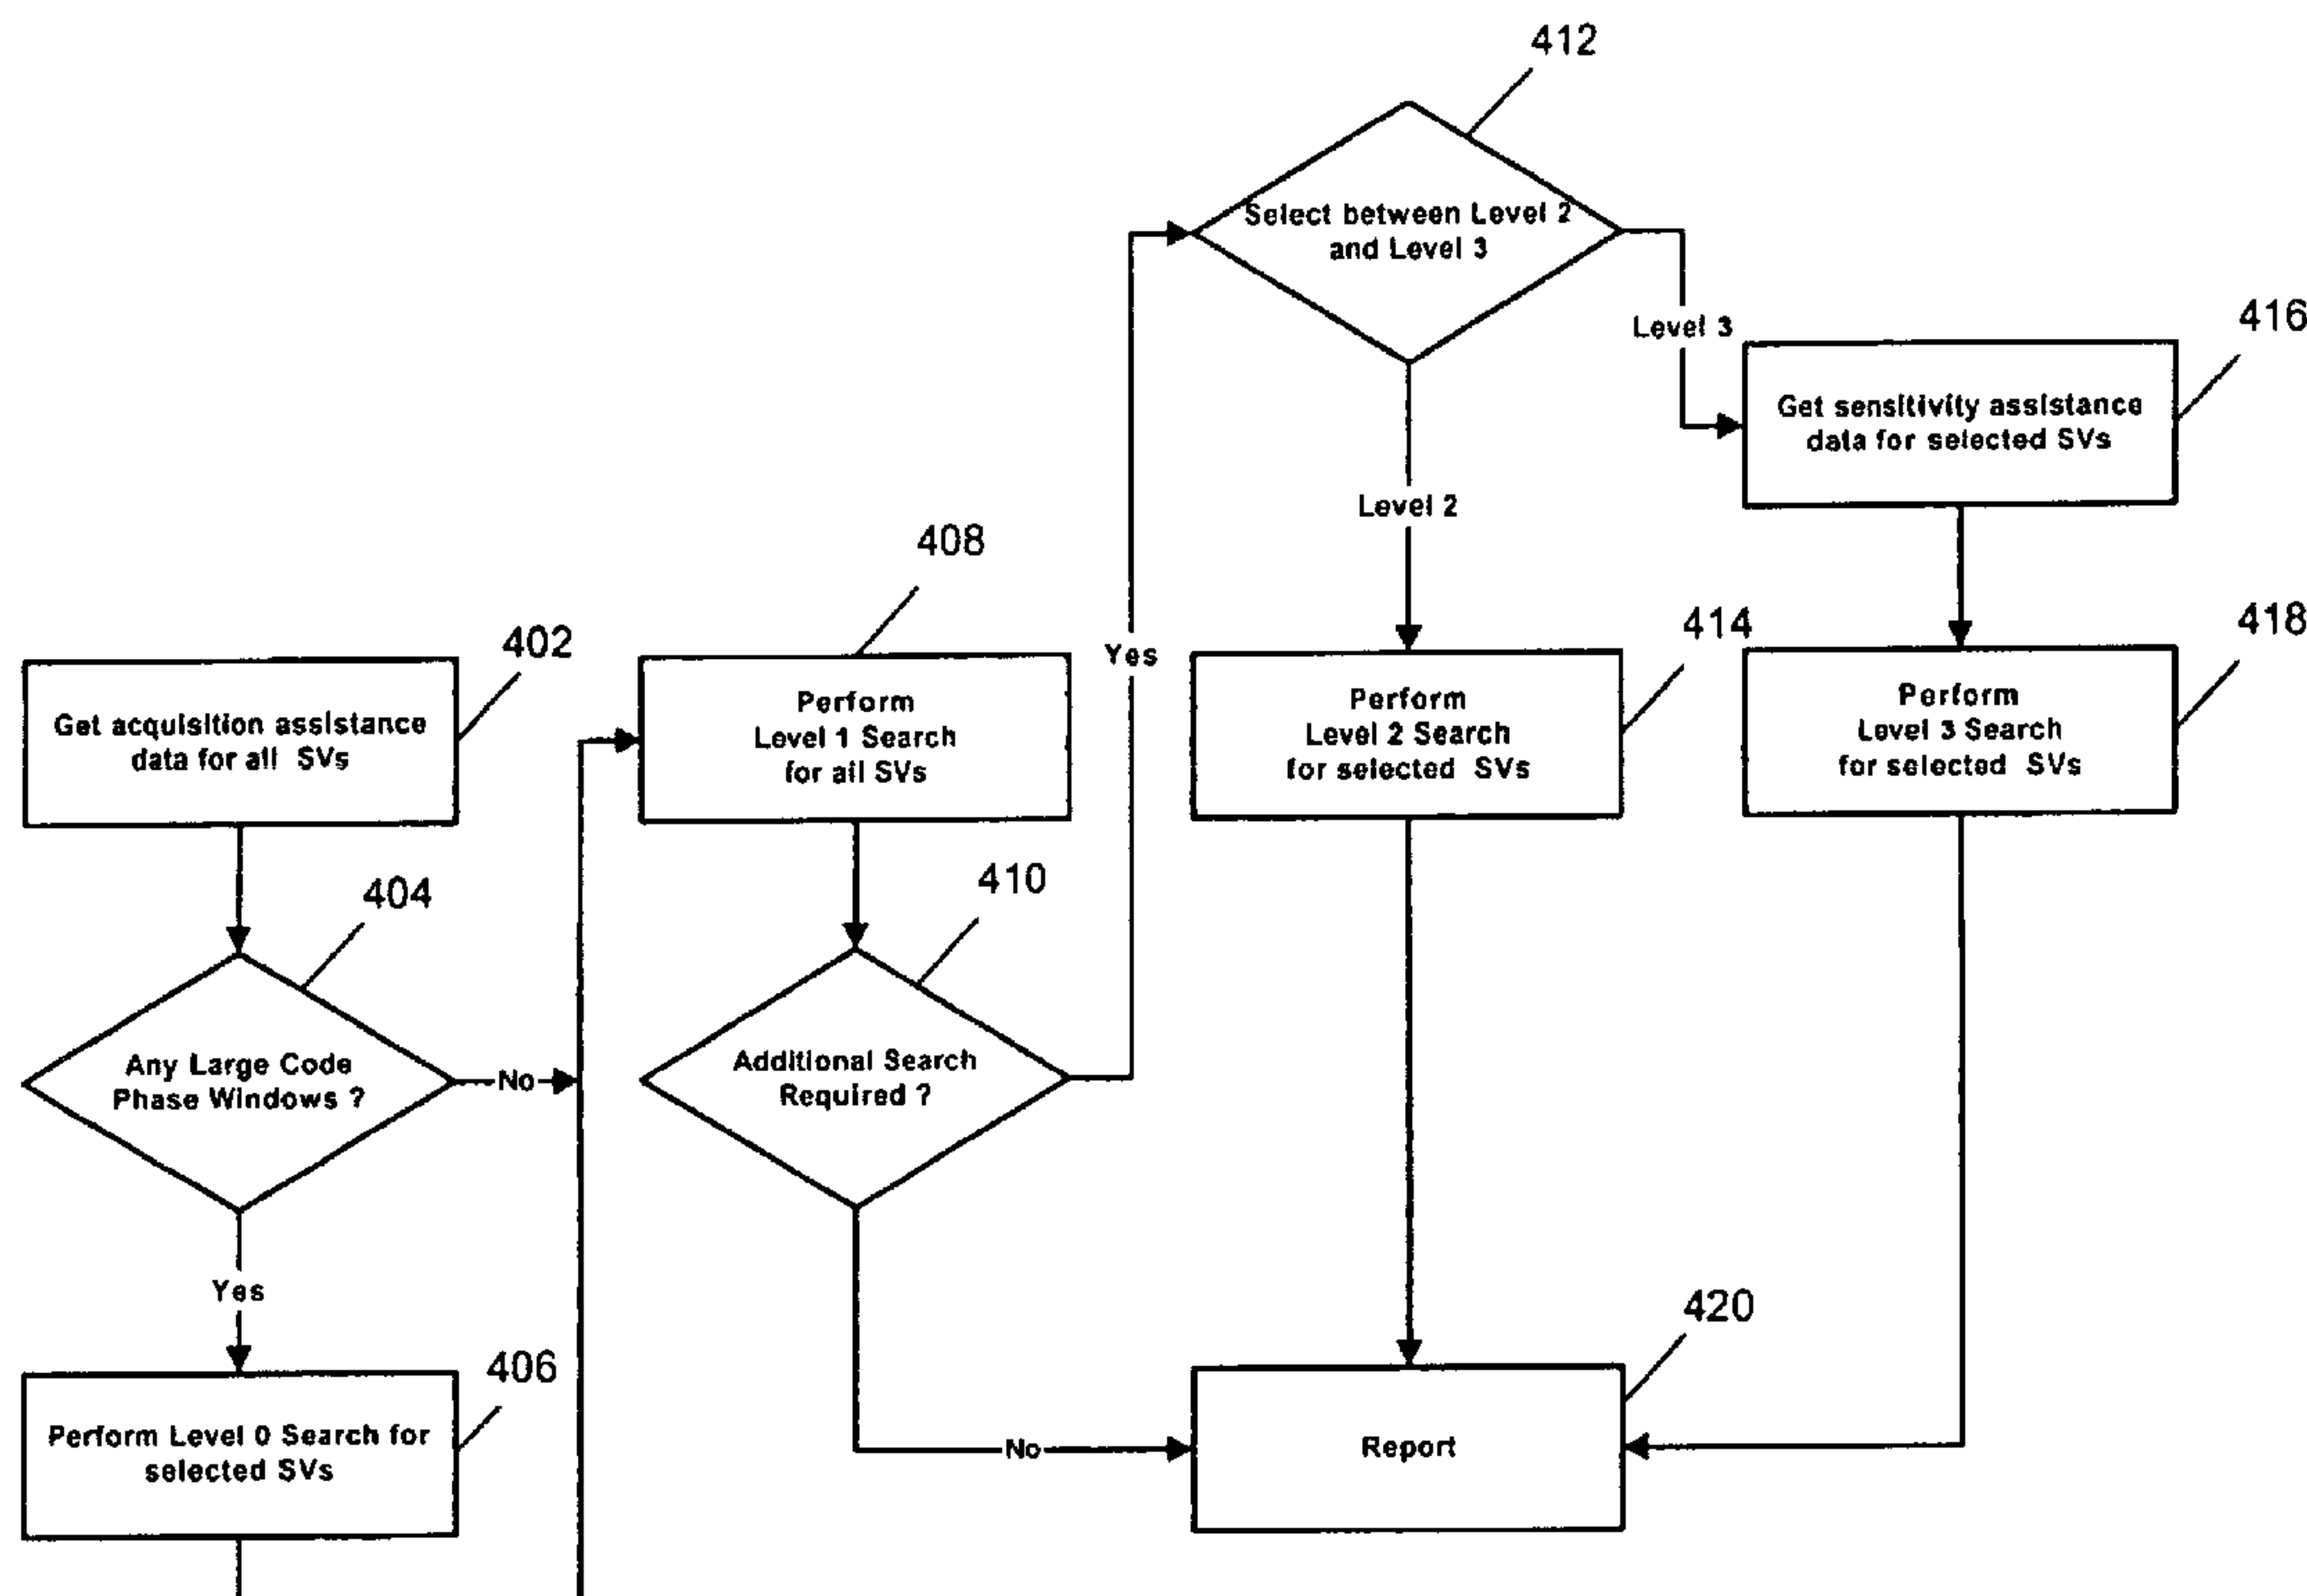 412
Select between Level 2
and Level 3
Level 3
416
Get sensitivity assistance
data for selected SVs
Level 2
408
402
Get acquisition assistance
data for all SVs
Perform
Level 1 Search
for all SVs
Yes
414
Perform
Level 2 Search
for selected SVs
418
Perform
Level 3 Search
for selected SVs
404
Any Large Code
Phase Windows ?
No
410
Additional Search
Required ?
Yes
406
Perform Level 0 Search for
selected SVs
No
420
Report